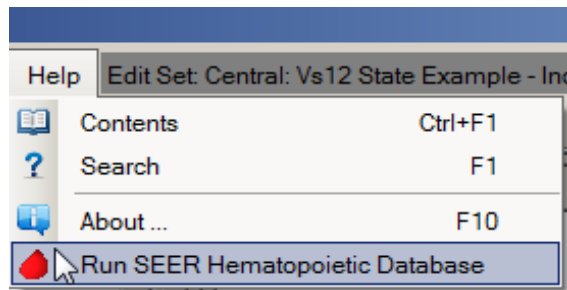 Help Edit Set: Central: Vs12 State Example - Inc
Contents Ctrl+F1
Search F1
About ... F10
Run SEER Hematopoietic Database